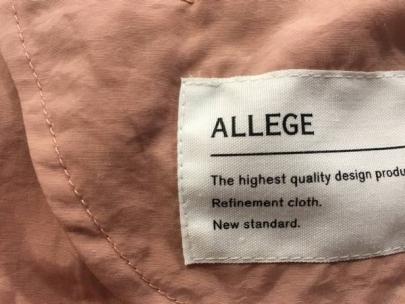 ALLEGE
The highest quality design produ
Refinement cloth.
New standard.